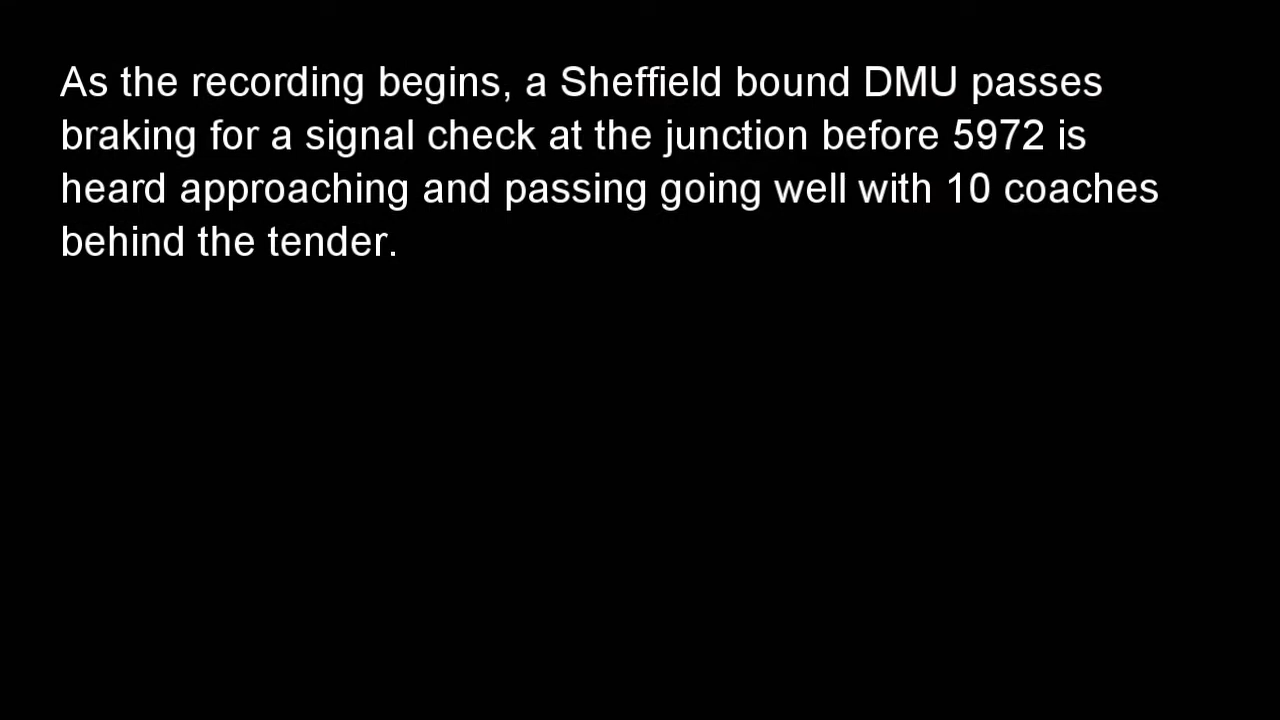 As the recording begins, a Sheffield bound DMU passes
braking for a signal check at the junction before 5972 is
heard approaching and passing going well with 10 coaches
behind the tender.